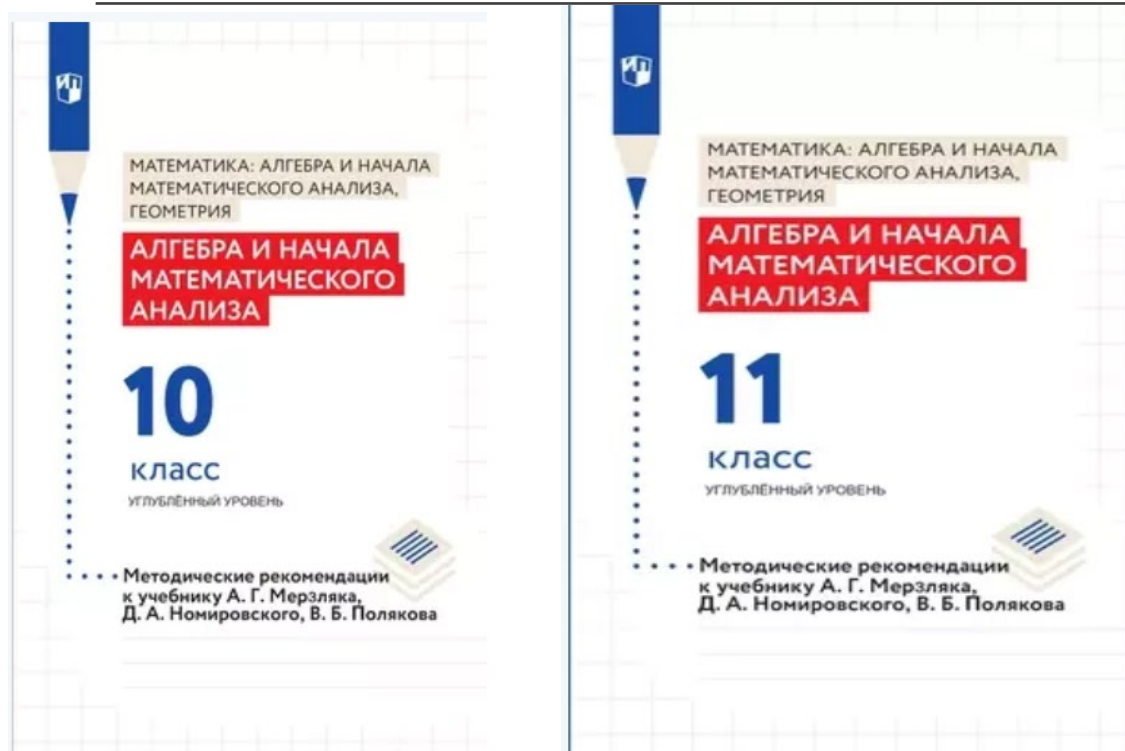 ИП
МАТЕМАТИКА: АЛГЕБРА И НАЧАЛА
МАТЕМАТИЧЕСКОГО АНАЛИЗА,
ГЕОМЕТРИЯ
АЛГЕБРА И НАЧАЛА
МАТЕМАТИЧЕСКОГО
АНАЛИЗА
10
класс
УГЛУБЛЁННЫЙ УРОВЕНЬ
Методические рекомендации
к учебнику А. Г. Мерзляка,
Д. А. Номировского, В. Б. Полякова
ИП
МАТЕМАТИКА: АЛГЕБРА И НАЧАЛА
МАТЕМАТИЧЕСКОГО АНАЛИЗА,
ГЕОМЕТРИЯ
АЛГЕБРА И НАЧАЛА
МАТЕМАТИЧЕСКОГО
АНАЛИЗА
11
класс
УГЛУБЛЁННЫЙ УРОВЕНЬ
Методические рекомендации
к учебнику А. Г. Мерзляка,
Д. А. Номировского, В. Б. Полякова